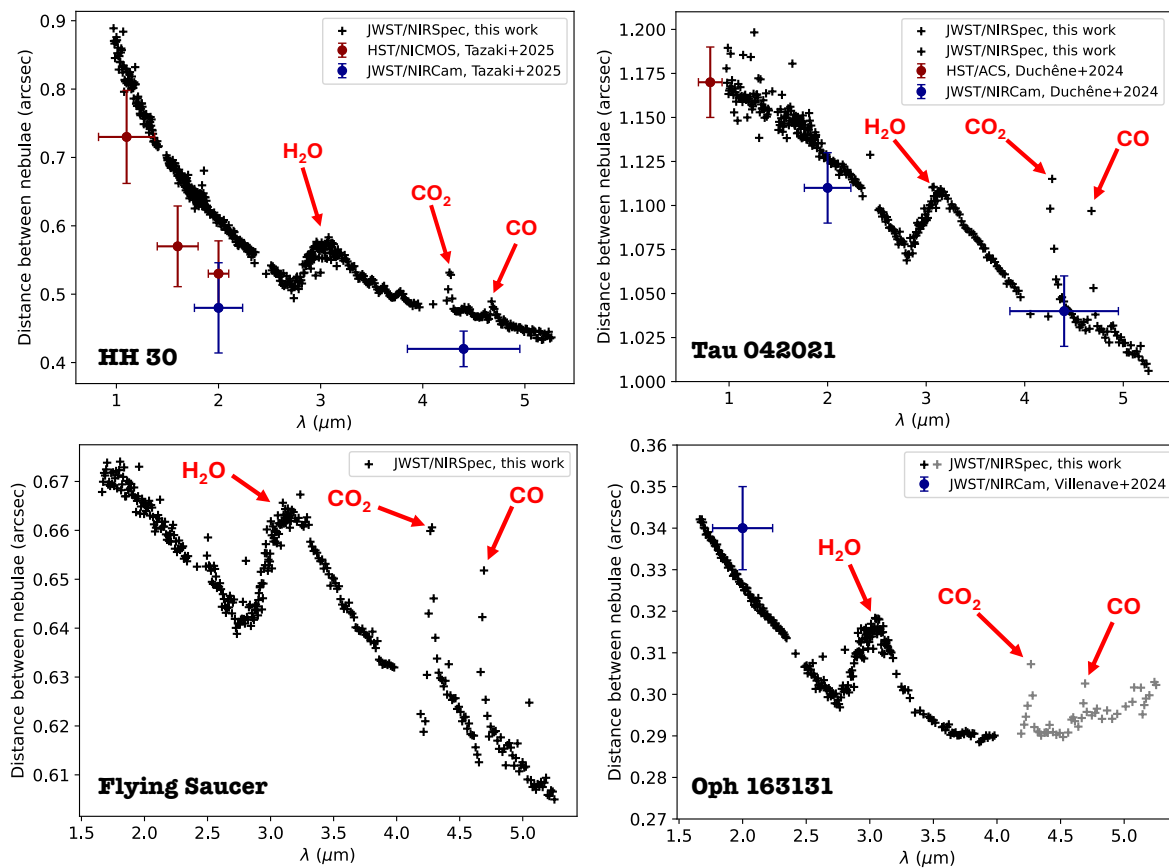 JWST/NIRSpec, this work
HST/NICMOS, Tazaki+2025
JWST/NIRCam, Tazaki+2025
H₂O
CO₂
CO
HH 30
Distance between nebulae (arcsec)
0.9
0.8
0.7
0.6
0.5
0.4
1 2 3 4 5
λ (μm)
JWST/NIRSpec, this work
JWST/NIRSpec, this work
HST/ACS, Duchêne+2024
JWST/NIRCam, Duchêne+2024
H₂O
CO₂
CO
Tau 042021
Distance between nebulae (arcsec)
1.200
1.175
1.150
1.125
1.100
1.075
1.050
1.025
1.000
1 2 3 4 5
λ (μm)
JWST/NIRSpec, this work
H₂O
CO₂
CO
Flying Saucer
Distance between nebulae (arcsec)
0.67
0.66
0.65
0.64
0.63
0.62
0.61
1.5 2.0 2.5 3.0 3.5 4.0 4.5 5.0
λ (μm)
JWST/NIRSpec, this work
JWST/NIRCam, Villenave+2024
H₂O
CO₂
CO
Oph 163131
Distance between nebulae (arcsec)
0.36
0.35
0.34
0.33
0.32
0.31
0.30
0.29
0.28
0.27
1.5 2.0 2.5 3.0 3.5 4.0 4.5 5.0
λ (μm)